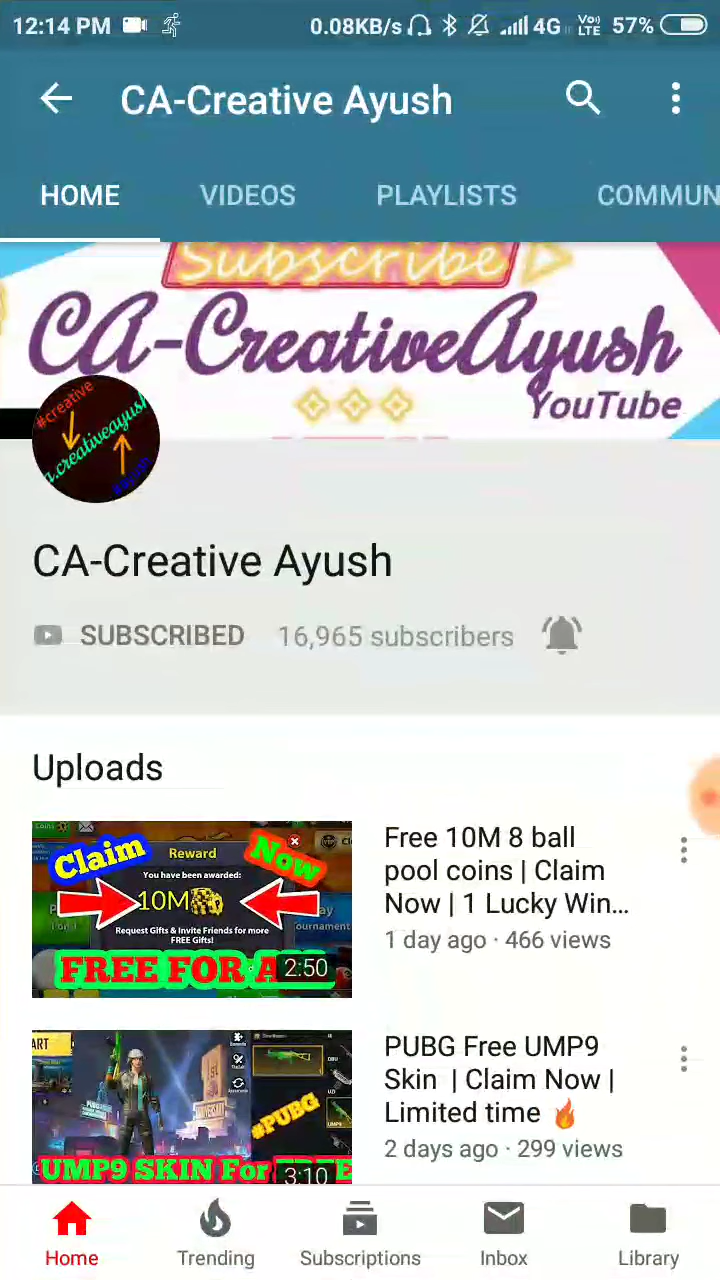 12:14 PM 0.08KB/s 4G VoLTE 57%
CA-Creative Ayush
HOME VIDEOS PLAYLISTS COMMUN
Subscribe
CA-CreativeAyush
YouTube
#creative
a.creativeayush
CA-Creative Ayush
SUBSCRIBED 16,965 subscribers
Uploads
Claim Now
Reward
You have been awarded:
10M
Request Gifts & Invite Friends for more
FREE Gifts!
FREE FOR A
2:50
Free 10M 8 ball
pool coins | Claim
Now | 1 Lucky Win...
1 day ago · 466 views
#PUBG
UMP9 SKIN For FREE
3:10
PUBG Free UMP9
Skin | Claim Now |
Limited time 🔥
2 days ago · 299 views
Home Trending Subscriptions Inbox Library